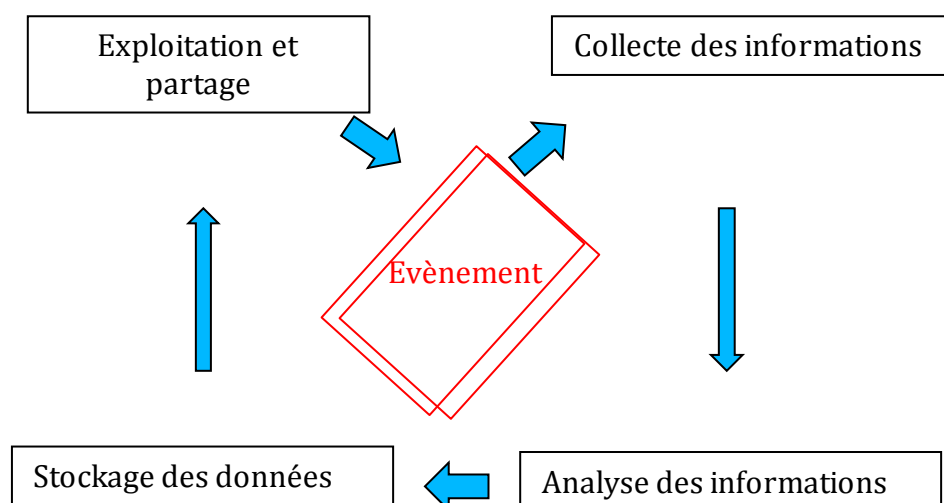 Exploitation et
partage
Collecte des informations
Evènement
Stockage des données
Analyse des informations